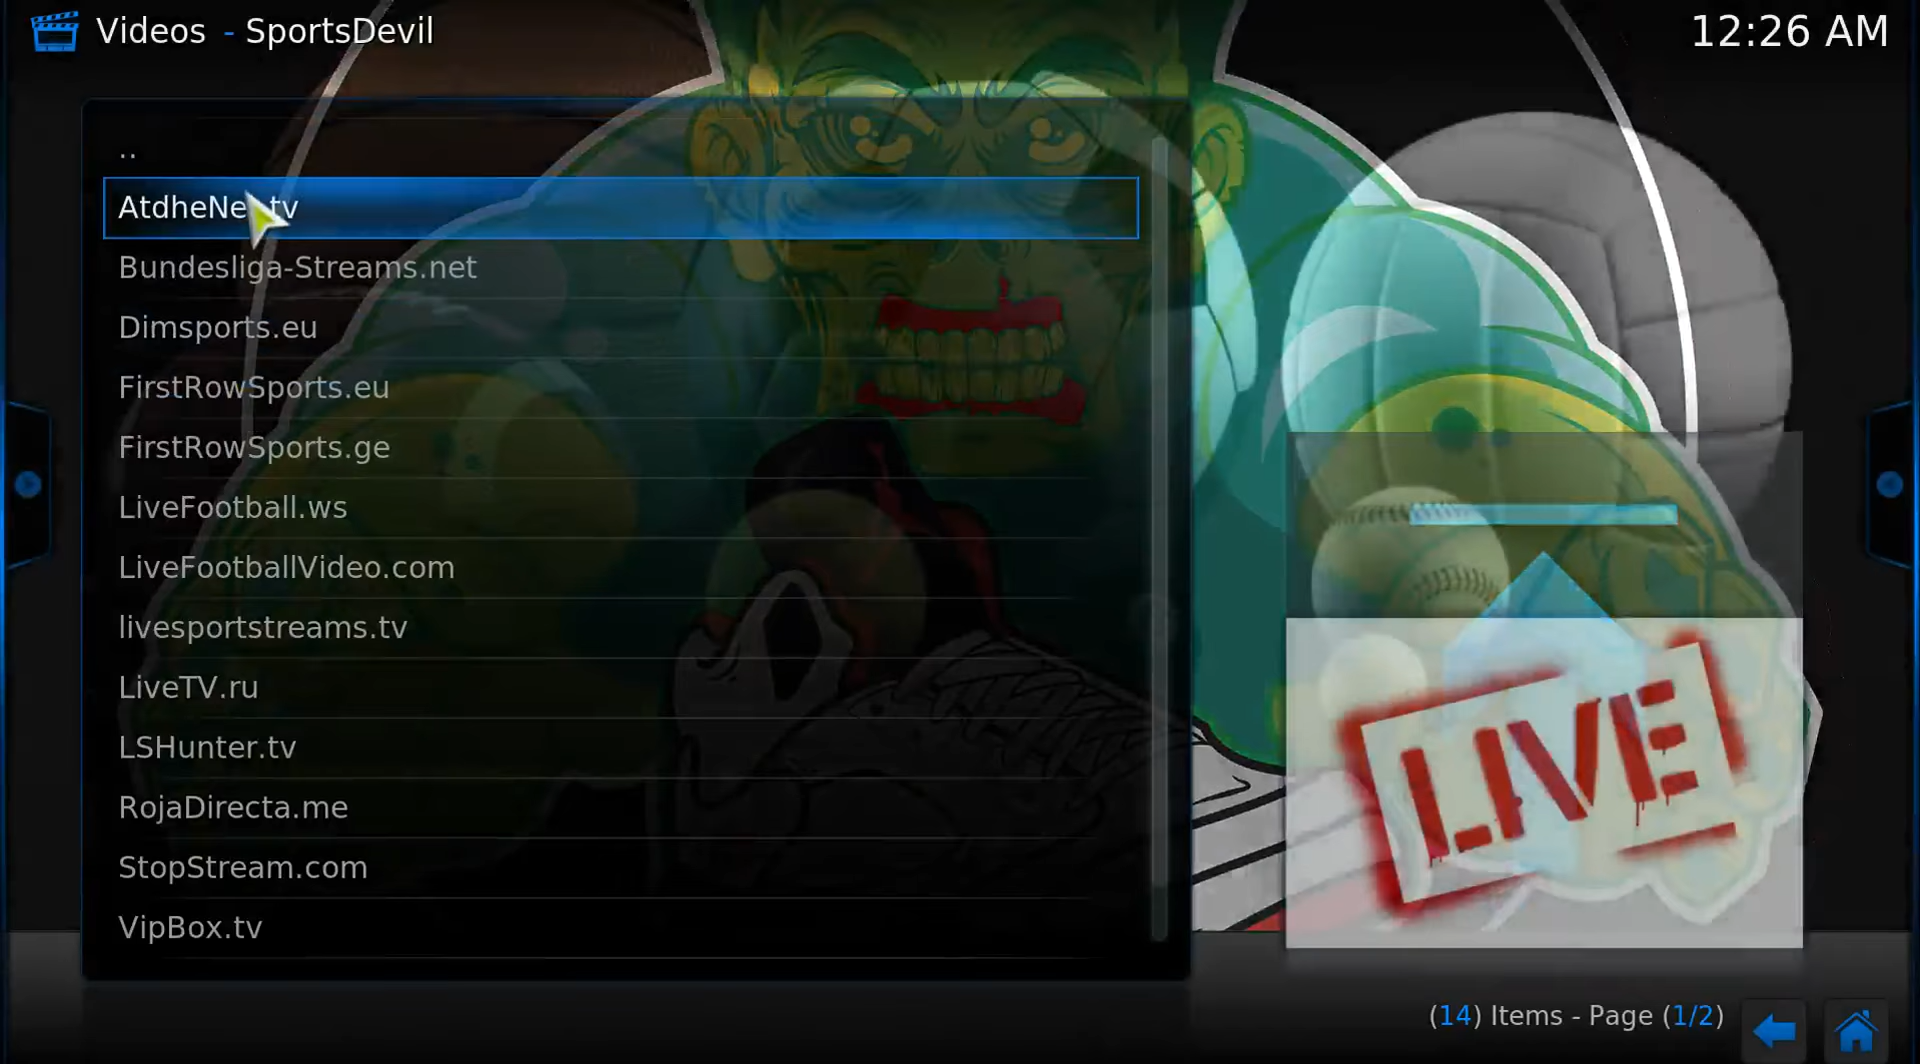 Videos - SportsDevil
12:26 AM
..
AtdheNe tv
Bundesliga-Streams.net
Dimsports.eu
FirstRowSports.eu
FirstRowSports.ge
LiveFootball.ws
LiveFootballVideo.com
livesportstreams.tv
LiveTV.ru
LSHunter.tv
RojaDirecta.me
StopStream.com
VipBox.tv
LIVE
(14) Items - Page (1/2)